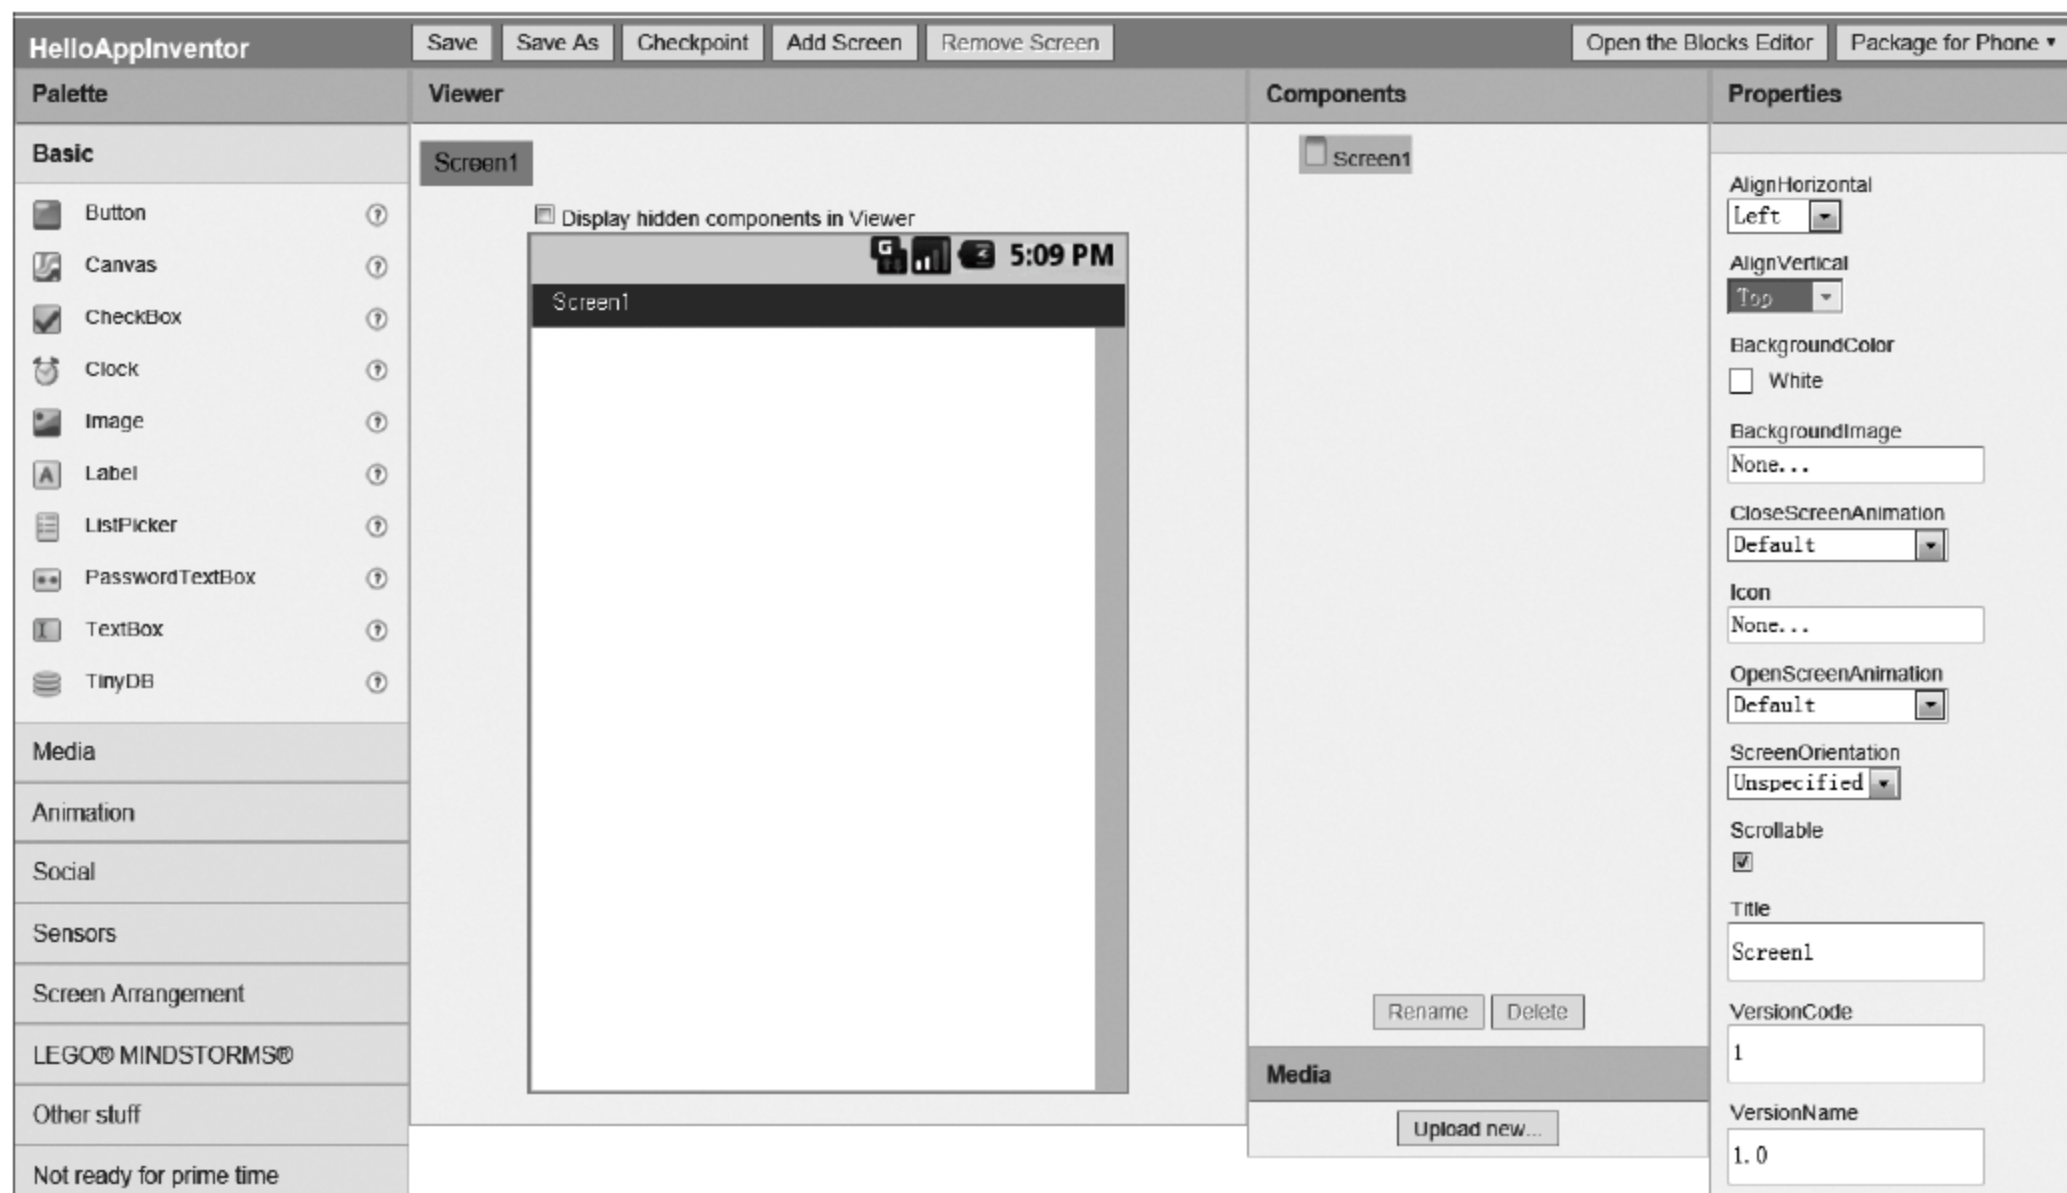 HelloAppInventor
Save
Save As
Checkpoint
Add Screen
Remove Screen
Open the Blocks Editor
Package for Phone
Palette
Basic
Button
Canvas
CheckBox
Clock
Image
Label
ListPicker
PasswordTextBox
TextBox
TinyDB
Media
Animation
Social
Sensors
Screen Arrangement
LEGO® MINDSTORMS®
Other stuff
Not ready for prime time
Viewer
Screen1
Display hidden components in Viewer
5:09 PM
Screen1
Components
Screen1
Rename
Delete
Media
Upload new...
Properties
AlignHorizontal
Left
AlignVertical
Top
BackgroundColor
White
BackgroundImage
None...
CloseScreenAnimation
Default
Icon
None...
OpenScreenAnimation
Default
ScreenOrientation
Unspecified
Scrollable
Title
Screen1
VersionCode
1
VersionName
1.0